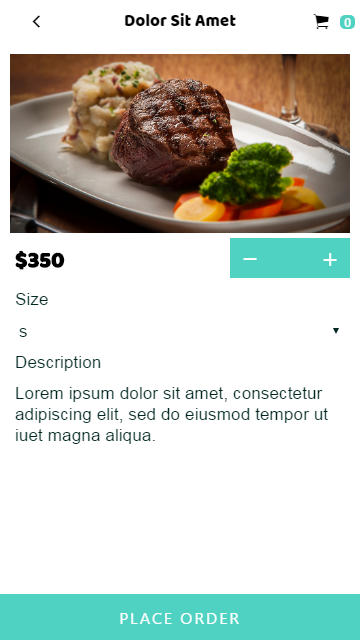 Dolor Sit Amet
0
$350
Size
S
Description
Lorem ipsum dolor sit amet, consectetur
adipiscing elit, sed do eiusmod tempor ut
iuet magna aliqua.
PLACE ORDER